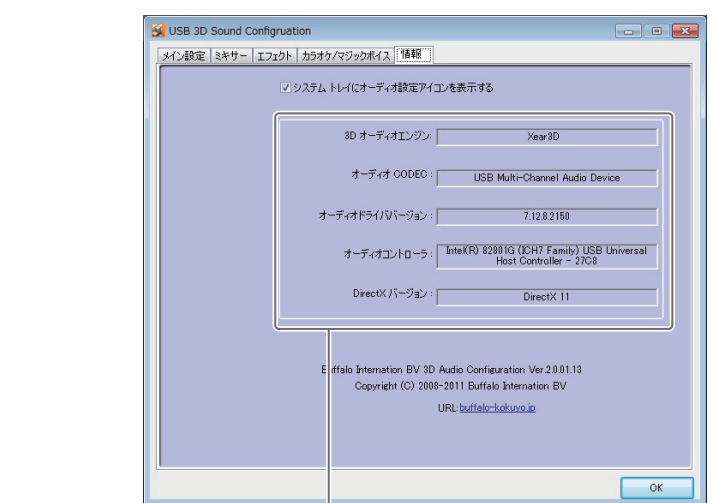 USB 3D Sound Configruation
メイン設定 ミキサー エフェクト カラオケ/マジックボイス 情報
システム トレイにオーディオ設定アイコンを表示する
3D オーディオエンジン: Xear3D
オーディオ CODEC : USB Multi-Channel Audio Device
オーディオドライババージョン : 7.12.8.2150
オーディオコントローラ : Intel(R) 82801G (ICH7 Family) USB Universal
Host Controller - 27C8
DirectX バージョン : DirectX 11
Buffalo Internation BV 3D Audio Configuration Ver.2.0.01.13
Copyright (C) 2008-2011 Buffalo Internation BV
URL:buffalo-kokuyo.jp
OK